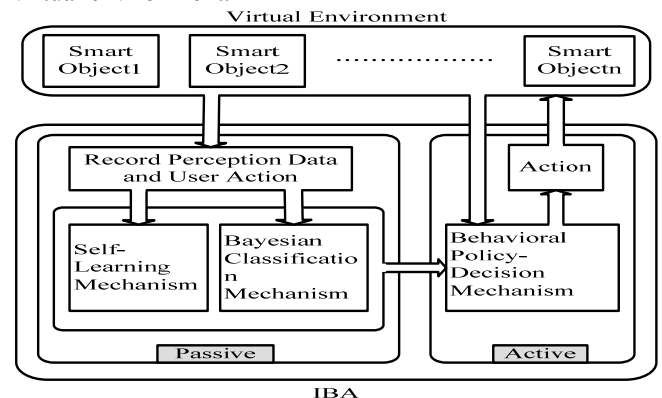 Virtual Environment
Smart
Object1
Smart
Object2
....................
Smart
Objectn
Record Perception Data
and User Action
Action
Self-
Learning
Mechanism
Bayesian
Classificatio
n
Mechanism
Behavioral
Policy-
Decision
Mechanism
Passive
Active
IBA